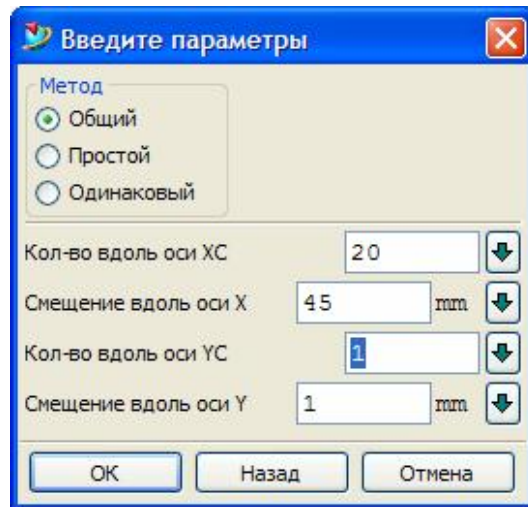 Введите параметры
Метод
Общий
Простой
Одинаковый
Кол-во вдоль оси XC 20
Смещение вдоль оси X 45 mm
Кол-во вдоль оси YC 1
Смещение вдоль оси Y 1 mm
OK Назад Отмена